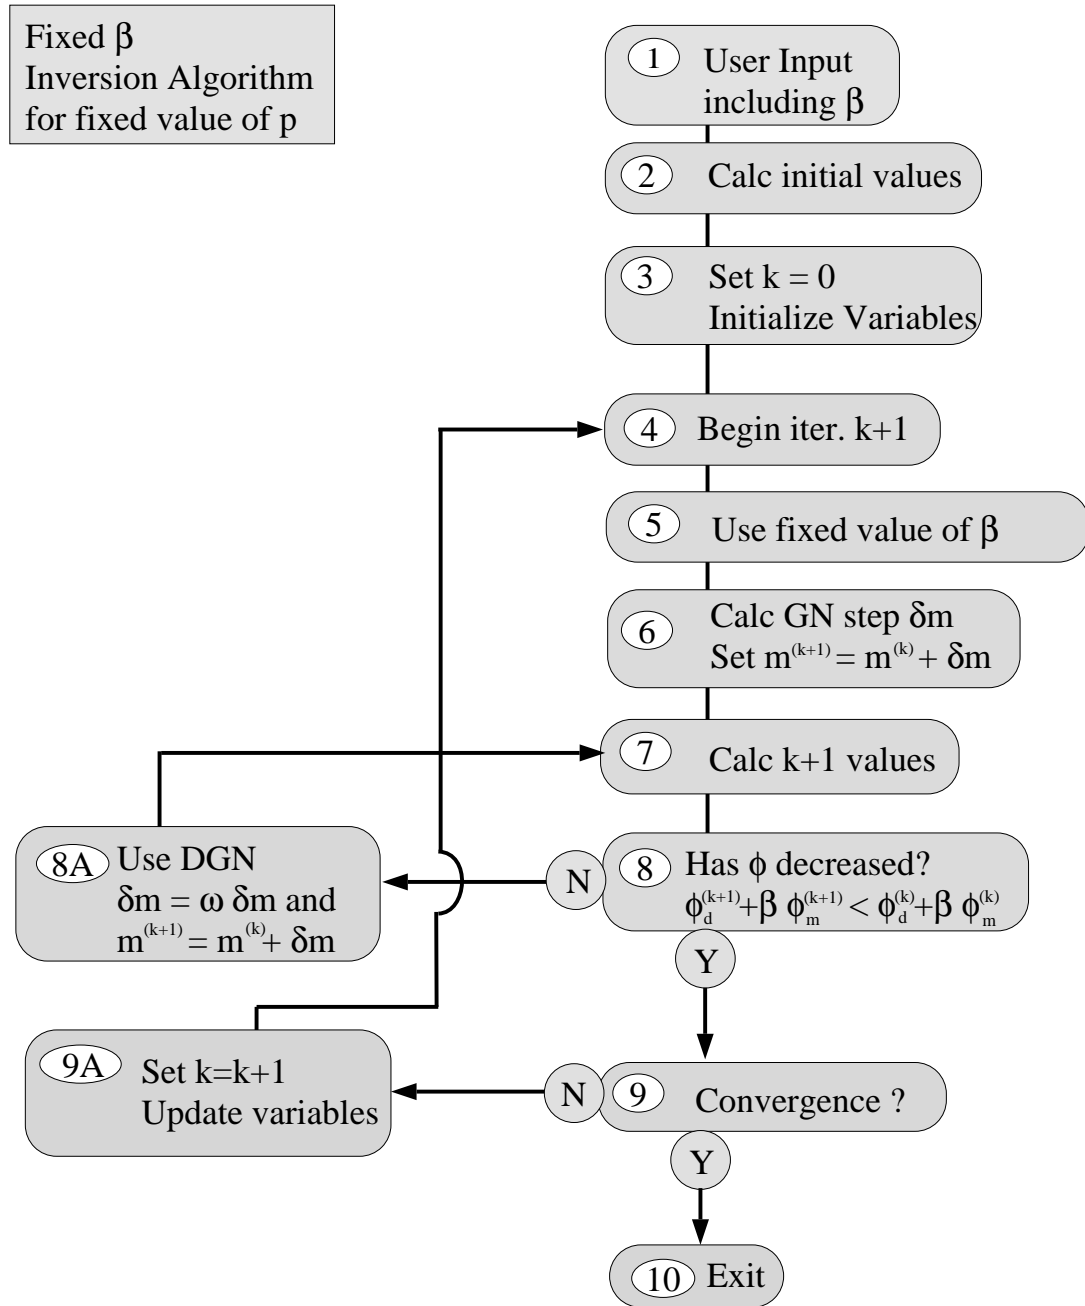 Fixed β
Inversion Algorithm
for fixed value of p
1 User Input
including β
2 Calc initial values
3 Set k = 0
Initialize Variables
4 Begin iter. k+1
5 Use fixed value of β
6 Calc GN step δm
Set m^(k+1) = m^(k) + δm
7 Calc k+1 values
8 Has ϕ decreased?
ϕ_d^(k+1)+β ϕ_m^(k+1) < ϕ_d^(k)+β ϕ_m^(k)
N
8A Use DGN
δm = ω δm and
m^(k+1) = m^(k)+ δm
Y
9 Convergence ?
N
9A Set k=k+1
Update variables
Y
10 Exit